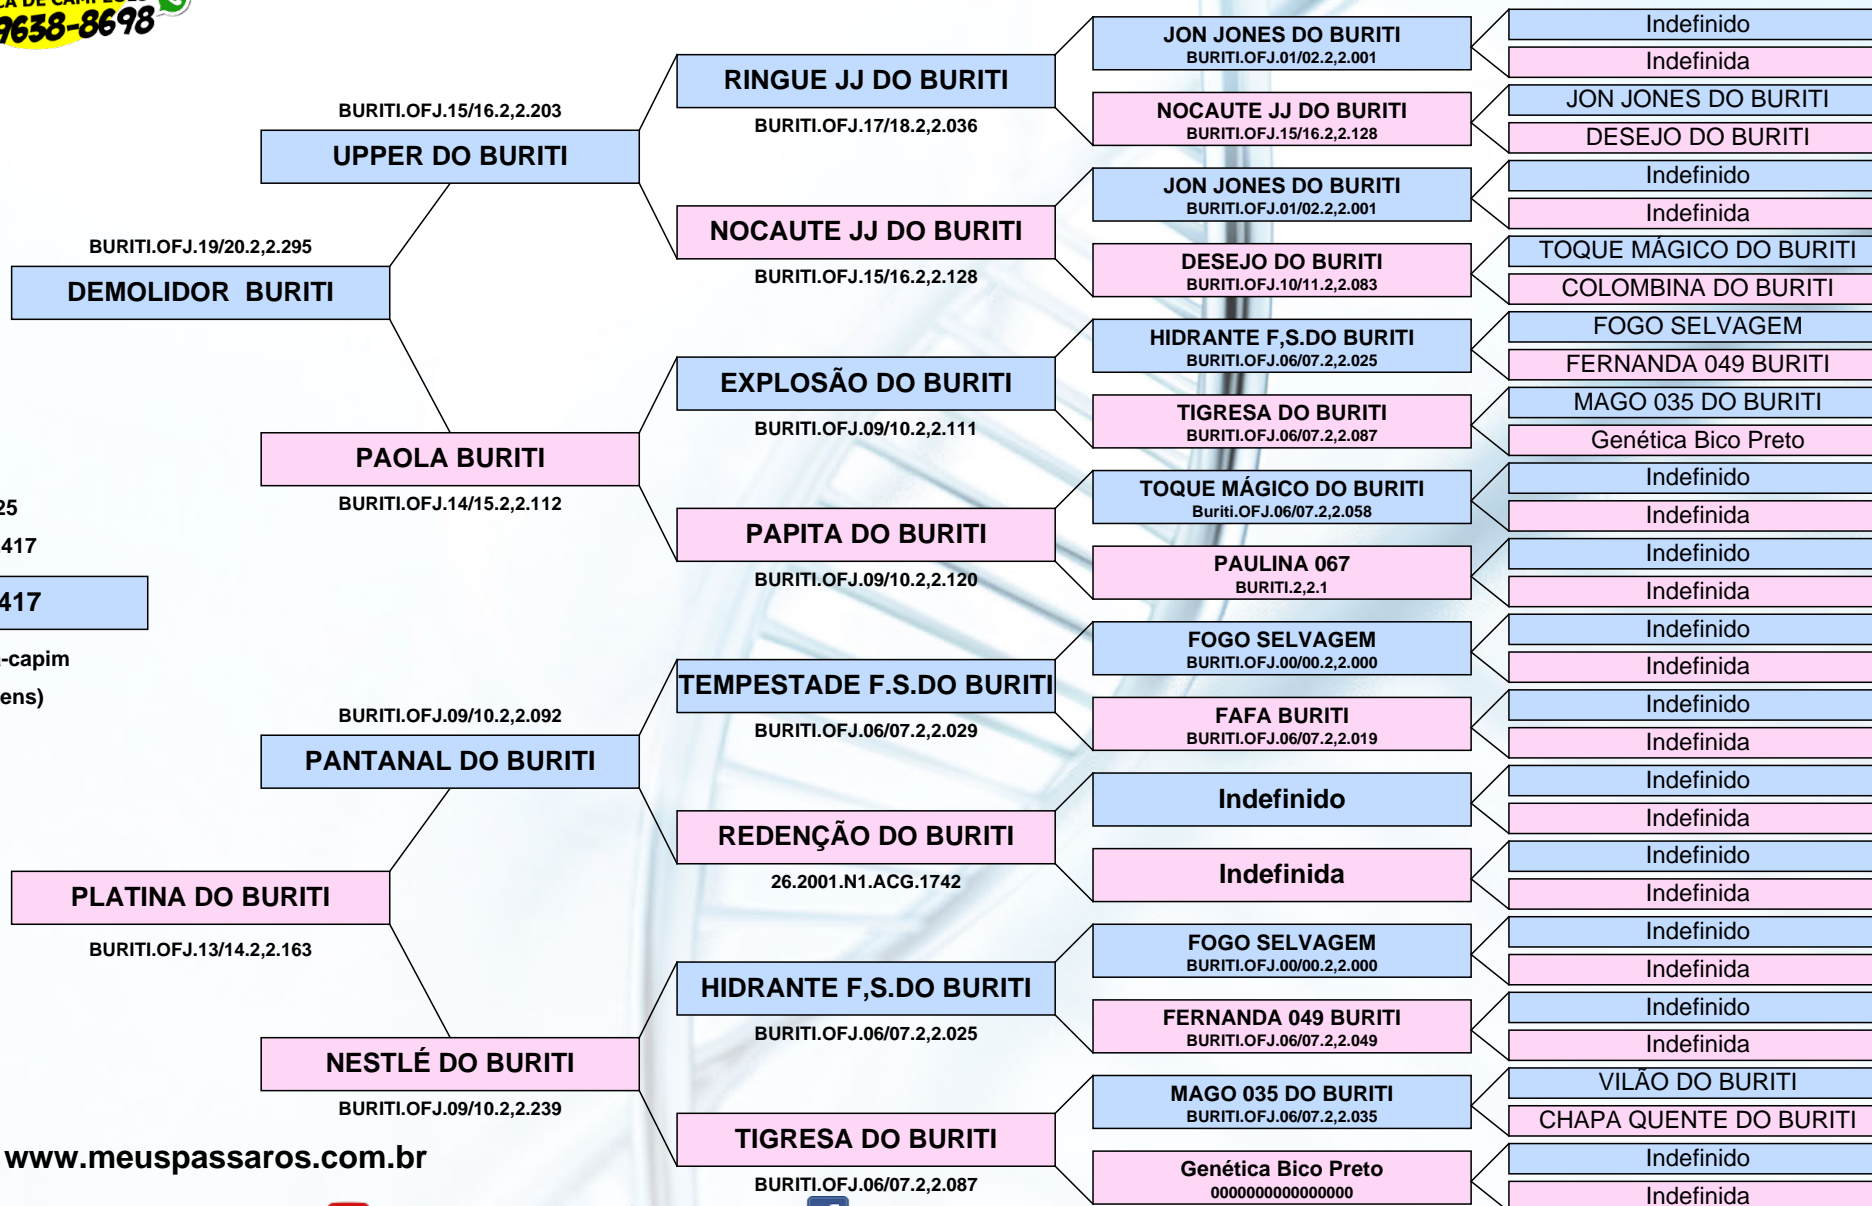 9638-8698
25
417
417
-capim
ens)
BURITI.OFJ.19/20.2,2.295
DEMOLIDOR  BURITI
PLATINA DO BURITI
BURITI.OFJ.13/14.2,2.163
BURITI.OFJ.15/16.2,2.203
UPPER DO BURITI
PAOLA BURITI
BURITI.OFJ.14/15.2,2.112
BURITI.OFJ.09/10.2,2.092
PANTANAL DO BURITI
NESTLÉ DO BURITI
BURITI.OFJ.09/10.2,2.239
RINGUE JJ DO BURITI
BURITI.OFJ.17/18.2,2.036
NOCAUTE JJ DO BURITI
BURITI.OFJ.15/16.2,2.128
EXPLOSÃO DO BURITI
BURITI.OFJ.09/10.2,2.111
PAPITA DO BURITI
BURITI.OFJ.09/10.2,2.120
TEMPESTADE F.S.DO BURITI
BURITI.OFJ.06/07.2,2.029
REDENÇÃO DO BURITI
26.2001.N1.ACG.1742
HIDRANTE F,S.DO BURITI
BURITI.OFJ.06/07.2,2.025
TIGRESA DO BURITI
BURITI.OFJ.06/07.2,2.087
JON JONES DO BURITI
BURITI.OFJ.01/02.2,2.001
NOCAUTE JJ DO BURITI
BURITI.OFJ.15/16.2,2.128
JON JONES DO BURITI
BURITI.OFJ.01/02.2,2.001
DESEJO DO BURITI
BURITI.OFJ.10/11.2,2.083
HIDRANTE F,S.DO BURITI
BURITI.OFJ.06/07.2,2.025
TIGRESA DO BURITI
BURITI.OFJ.06/07.2,2.087
TOQUE MÁGICO DO BURITI
Buriti.OFJ.06/07.2,2.058
PAULINA 067
BURITI.2,2.1
FOGO SELVAGEM
BURITI.OFJ.00/00.2,2.000
FAFA BURITI
BURITI.OFJ.06/07.2,2.019
Indefinido
Indefinida
FOGO SELVAGEM
BURITI.OFJ.00/00.2,2.000
FERNANDA 049 BURITI
BURITI.OFJ.06/07.2,2.049
MAGO 035 DO BURITI
BURITI.OFJ.06/07.2,2.035
Genética Bico Preto
0000000000000000
Indefinido
Indefinida
JON JONES DO BURITI
DESEJO DO BURITI
Indefinido
Indefinida
TOQUE MÁGICO DO BURITI
COLOMBINA DO BURITI
FOGO SELVAGEM
FERNANDA 049 BURITI
MAGO 035 DO BURITI
Genética Bico Preto
Indefinido
Indefinida
Indefinido
Indefinida
Indefinido
Indefinida
Indefinido
Indefinida
Indefinido
Indefinida
Indefinido
Indefinida
Indefinido
Indefinida
Indefinido
Indefinida
VILÃO DO BURITI
CHAPA QUENTE DO BURITI
Indefinido
Indefinida
www.meuspassaros.com.br